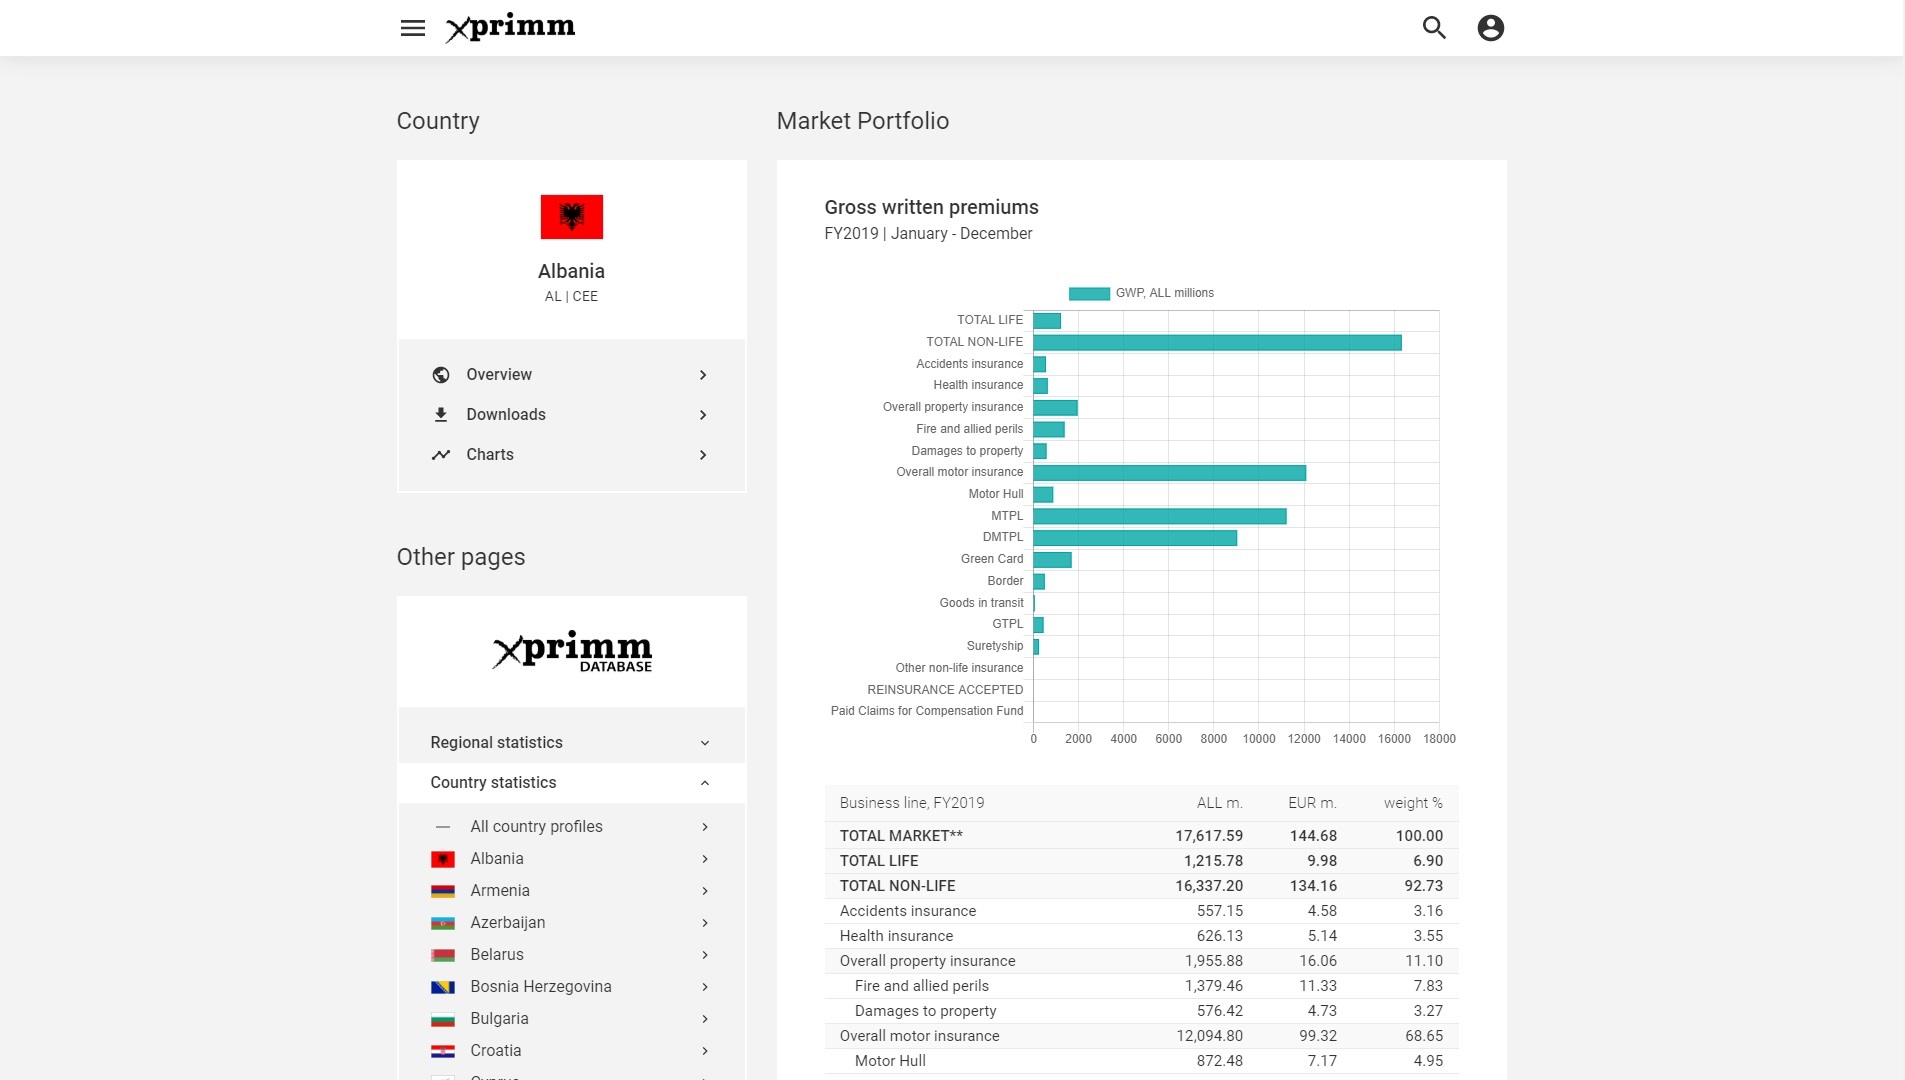 xprimm
Country
Albania
AL | CEE
Overview
Downloads
Charts
Other pages
xprimm
DATABASE
Regional statistics
Country statistics
All country profiles
Albania
Armenia
Azerbaijan
Belarus
Bosnia Herzegovina
Bulgaria
Croatia
Market Portfolio
Gross written premiums
FY2019 | January - December
GWP, ALL millions
TOTAL LIFE
TOTAL NON-LIFE
Accidents insurance
Health insurance
Overall property insurance
Fire and allied perils
Damages to property
Overall motor insurance
Motor Hull
MTPL
DMTPL
Green Card
Border
Goods in transit
GTPL
Suretyship
Other non-life insurance
REINSURANCE ACCEPTED
Paid Claims for Compensation Fund
0 2000 4000 6000 8000 10000 12000 14000 16000 18000
Business line, FY2019 ALL m. EUR m. weight %
TOTAL MARKET** 17,617.59 144.68 100.00
TOTAL LIFE 1,215.78 9.98 6.90
TOTAL NON-LIFE 16,337.20 134.16 92.73
Accidents insurance 557.15 4.58 3.16
Health insurance 626.13 5.14 3.55
Overall property insurance 1,955.88 16.06 11.10
Fire and allied perils 1,379.46 11.33 7.83
Damages to property 576.42 4.73 3.27
Overall motor insurance 12,094.80 99.32 68.65
Motor Hull 872.48 7.17 4.95